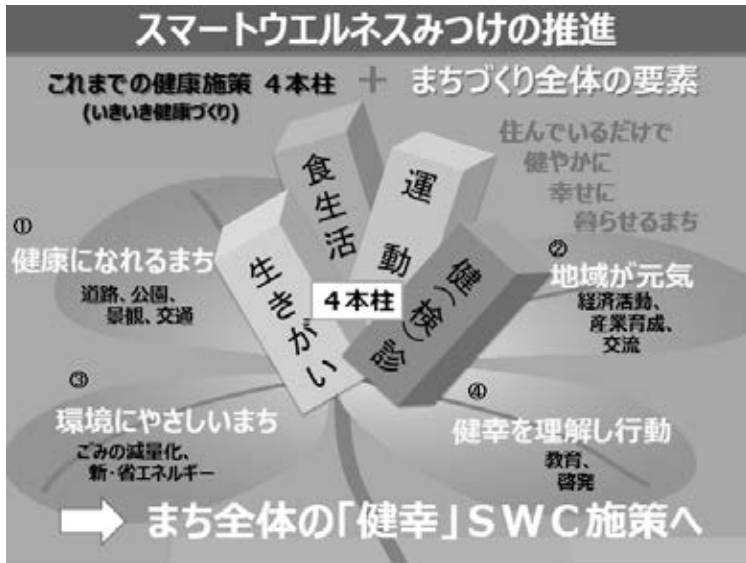 スマートウエルネスみつけの推進
これまでの健康施策 4本柱 + まちづくり全体の要素
(いきいき健康づくり)
住んでいるだけで
健やかに
幸せに
暮らせるまち
食生活
運動
生きがい
健(検)診
4本柱
①
健康になれるまち
道路、公園、
景観、交通
②
地域が元気
経済活動、
産業育成、
交流
③
環境にやさしいまち
ごみの減量化、
新・省エネルギー
④
健幸を理解し行動
教育、
啓発
まち全体の「健幸」SWC施策へ